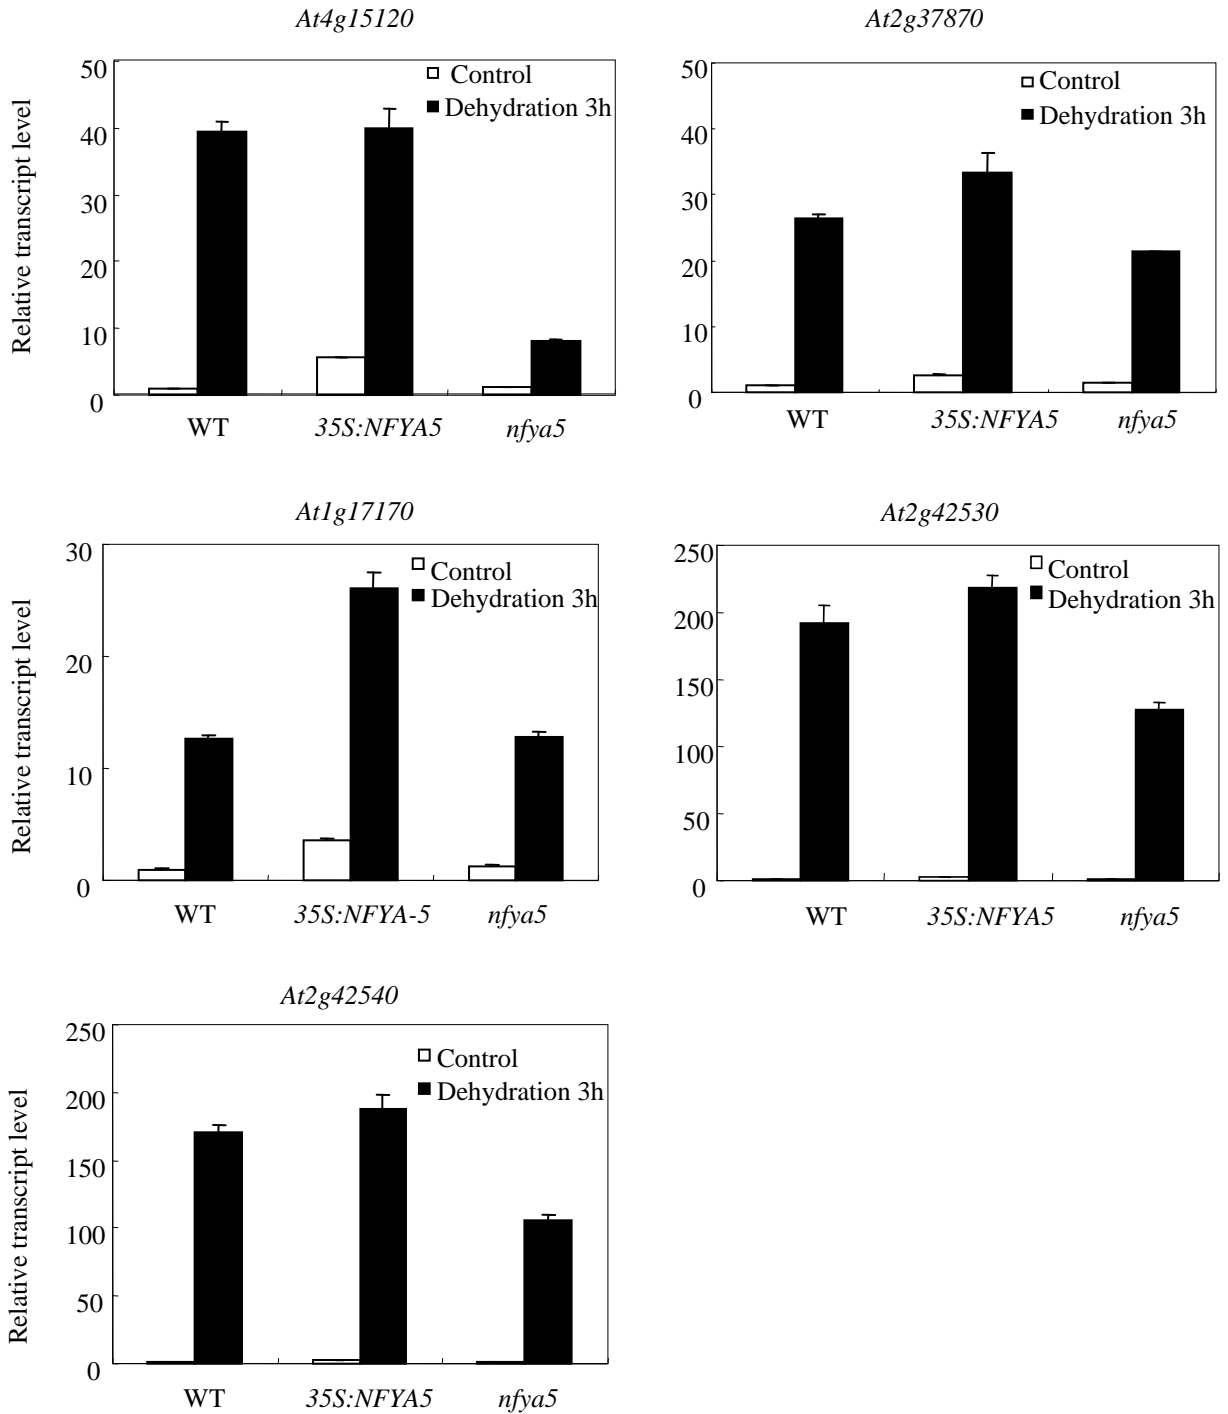 At4g15120
Relative transcript level
50
40
30
20
10
0
Control
Dehydration 3h
WT
35S:NFYA5
nfya5
At2g37870
50
40
30
20
10
0
Control
Dehydration 3h
WT
35S:NFYA5
nfya5
At1g17170
Relative transcript level
30
20
10
0
Control
Dehydration 3h
WT
35S:NFYA-5
nfya5
At2g42530
250
200
150
100
50
0
Control
Dehydration 3h
WT
35S:NFYA5
nfya5
At2g42540
Relative transcript level
250
200
150
100
50
0
Control
Dehydration 3h
WT
35S:NFYA5
nfya5